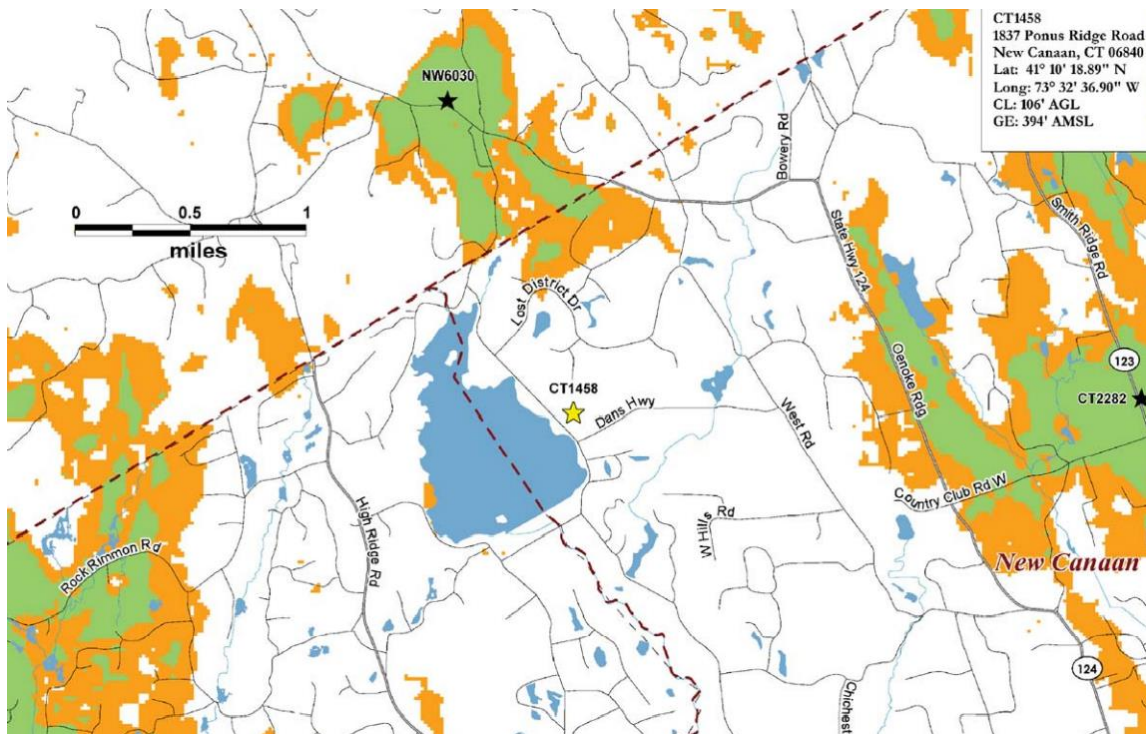 CT1458
1837 Ponus Ridge Road
New Canaan, CT 06840
Lat: 41° 10' 18.89" N
Long: 73° 32' 36.90" W
CL: 106' AGL
GE: 394' AMSL
NW6030
Bowery Rd
0 0.5 1
miles
State Hwy 124
Smith Ridge Rd
Lost District Dr
123
Oenoke Rdg
CT1458
CT2282
Dans Hwy
West Rd
Country Club Rd W
High Ridge Rd
W Hills Rd
Rock Rimmon Rd
New Canaan
124
Chichest